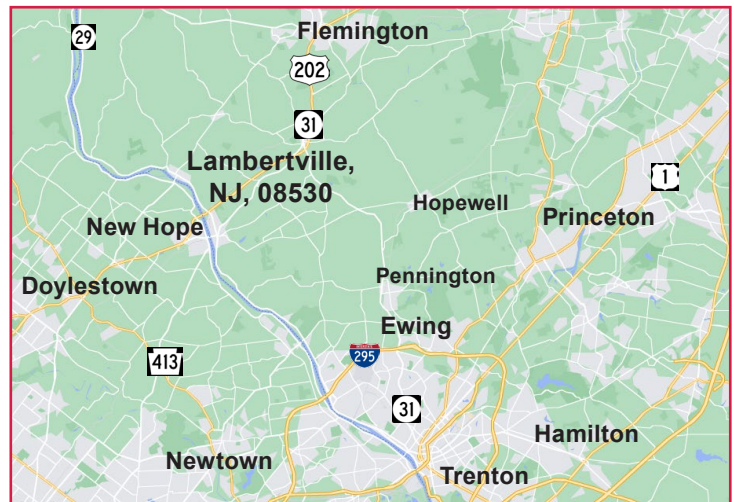 29
Flemington
202
31
Lambertville,
NJ, 08530
1
Hopewell
Princeton
New Hope
Pennington
Doylestown
Ewing
295
413
31
Hamilton
Newtown
Trenton